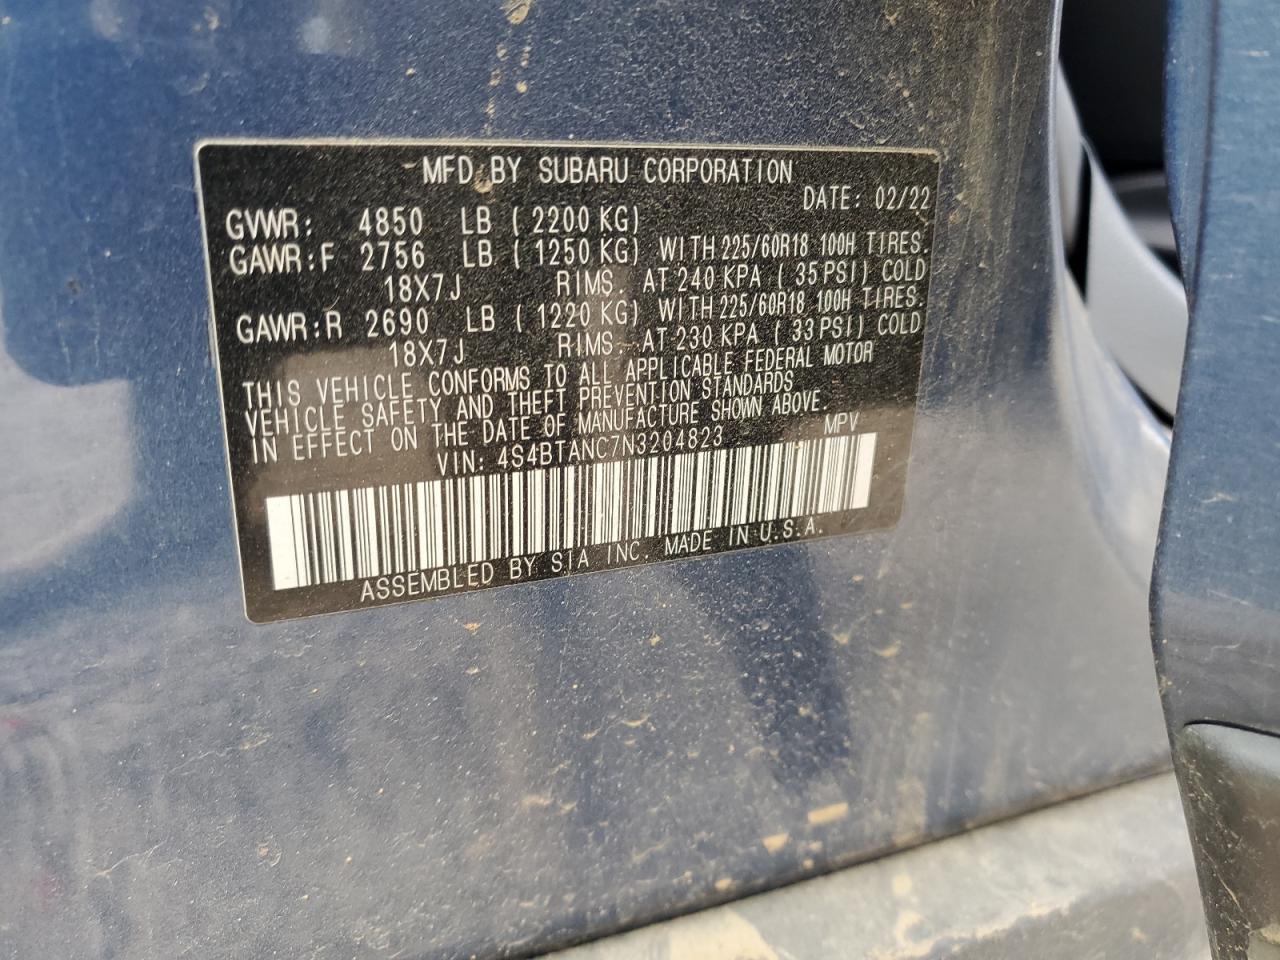 MFD BY SUBARU CORPORATION
DATE: 02/22
GVWR: 4850 LB (2200 KG)
GAWR:F 2756 LB (1250 KG) WITH 225/60R18 100H TIRES.
18X7J RIMS. AT 240 KPA (35 PSI) COLD
GAWR:R 2690 LB (1220 KG) WITH 225/60R18 100H TIRES.
18X7J RIMS. AT 230 KPA (33 PSI) COLD
THIS VEHICLE CONFORMS TO ALL APPLICABLE FEDERAL MOTOR
VEHICLE SAFETY AND THEFT PREVENTION STANDARDS
IN EFFECT ON THE DATE OF MANUFACTURE SHOWN ABOVE.
VIN: 4S4BTANC7N3204823 MPV
ASSEMBLED BY SIA INC. MADE IN U.S.A.